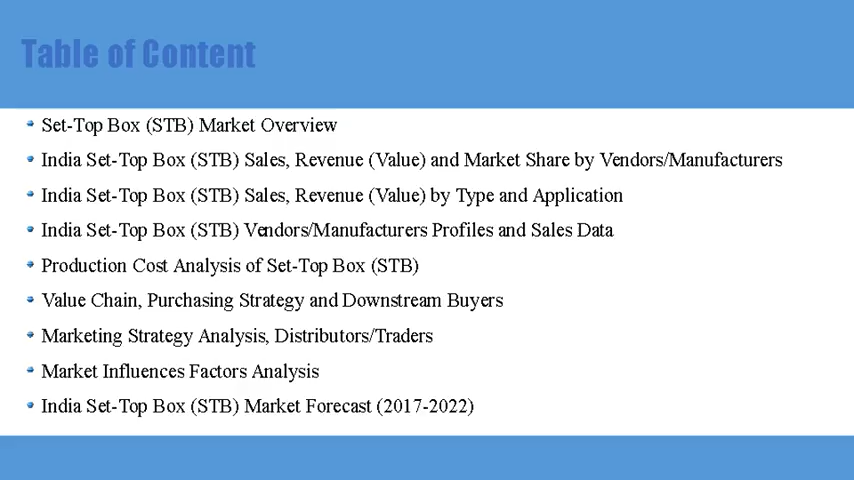 Table of Content
Set-Top Box (STB) Market Overview
India Set-Top Box (STB) Sales, Revenue (Value) and Market Share by Vendors/Manufacturers
India Set-Top Box (STB) Sales, Revenue (Value) by Type and Application
India Set-Top Box (STB) Vendors/Manufacturers Profiles and Sales Data
Production Cost Analysis of Set-Top Box (STB)
Value Chain, Purchasing Strategy and Downstream Buyers
Marketing Strategy Analysis, Distributors/Traders
Market Influences Factors Analysis
India Set-Top Box (STB) Market Forecast (2017-2022)